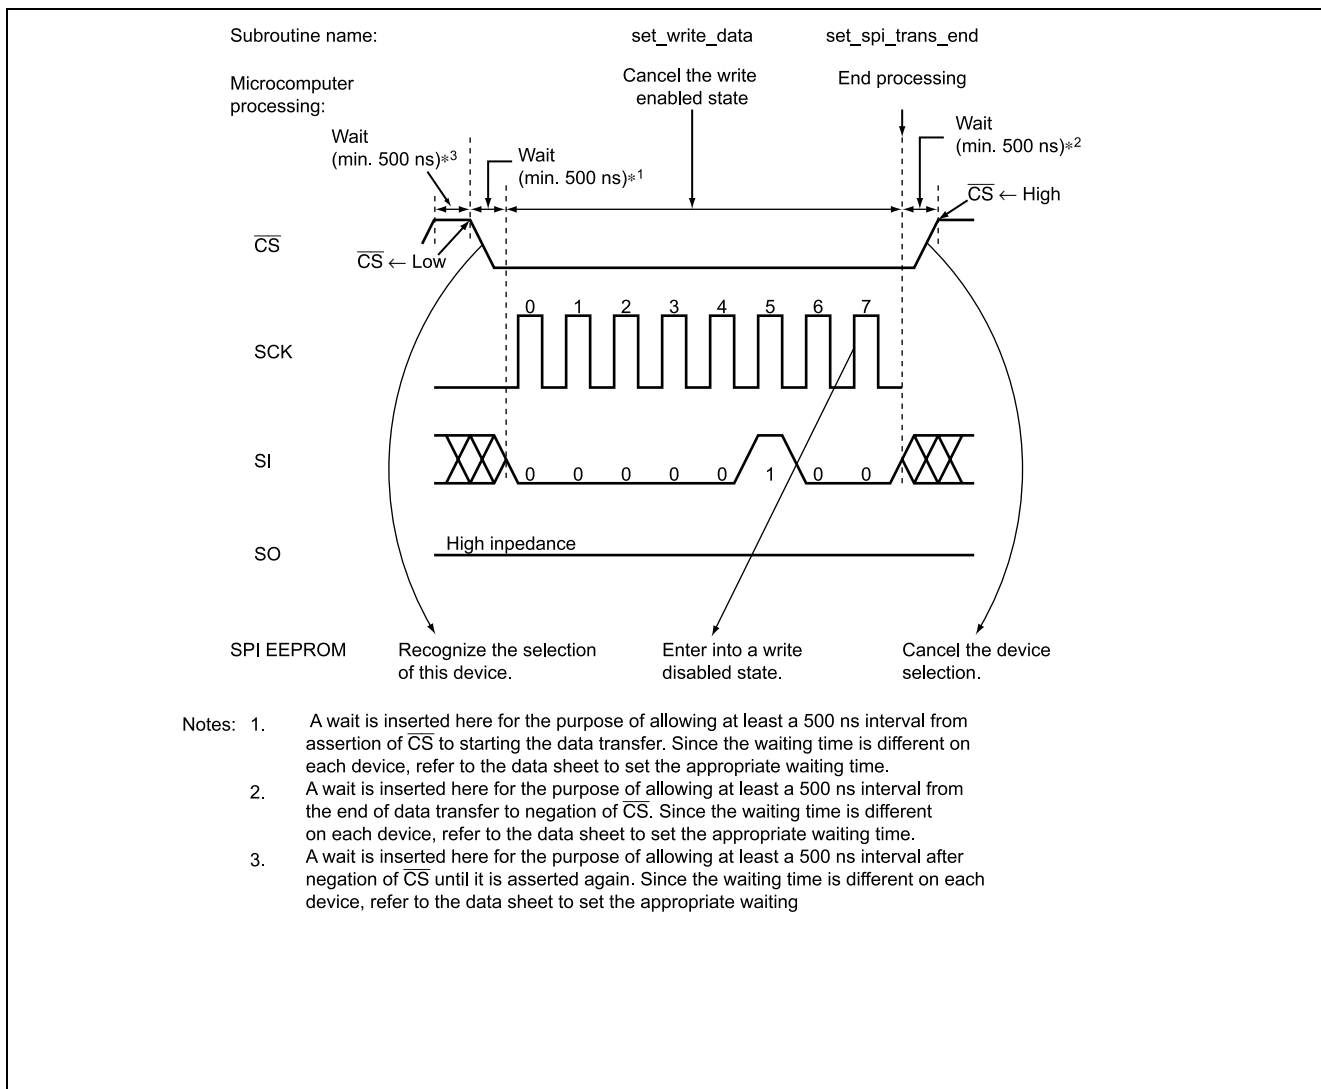 Subroutine name: set_write_data set_spi_trans_end
Microcomputer processing:
Cancel the write enabled state
End processing
Wait
(min. 500 ns)*3
Wait
(min. 500 ns)*1
Wait
(min. 500 ns)*2
C̅S̅ ← High
C̅S̅
C̅S̅ ← Low
0 1 2 3 4 5 6 7
SCK
SI
0 0 0 0 0 1 0 0
High inpedance
SO
SPI EEPROM
Recognize the selection
of this device.
Enter into a write
disabled state.
Cancel the device
selection.
Notes: 1. A wait is inserted here for the purpose of allowing at least a 500 ns interval from
assertion of C̅S̅ to starting the data transfer. Since the waiting time is different on
each device, refer to the data sheet to set the appropriate waiting time.
2. A wait is inserted here for the purpose of allowing at least a 500 ns interval from
the end of data transfer to negation of C̅S̅. Since the waiting time is different
on each device, refer to the data sheet to set the appropriate waiting time.
3. A wait is inserted here for the purpose of allowing at least a 500 ns interval after
negation of C̅S̅ until it is asserted again. Since the waiting time is different on each
device, refer to the data sheet to set the appropriate waiting